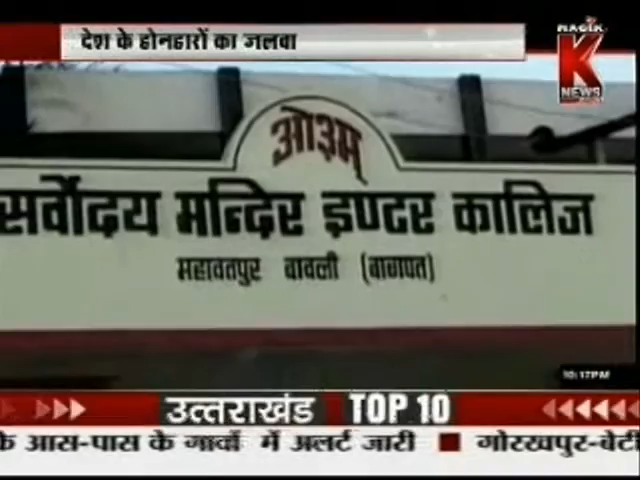 देश के होनहारों का जलवा
MAGIK
K
NEWS
ओ३म्
सर्वोदय मन्दिर इण्टर कालिज
महावतपुर बावली (बागपत)
10:17PM
उत्तराखंड TOP 10
के आस-पास के गावों में अलर्ट जारी ■ गोरखपुर-बेटी